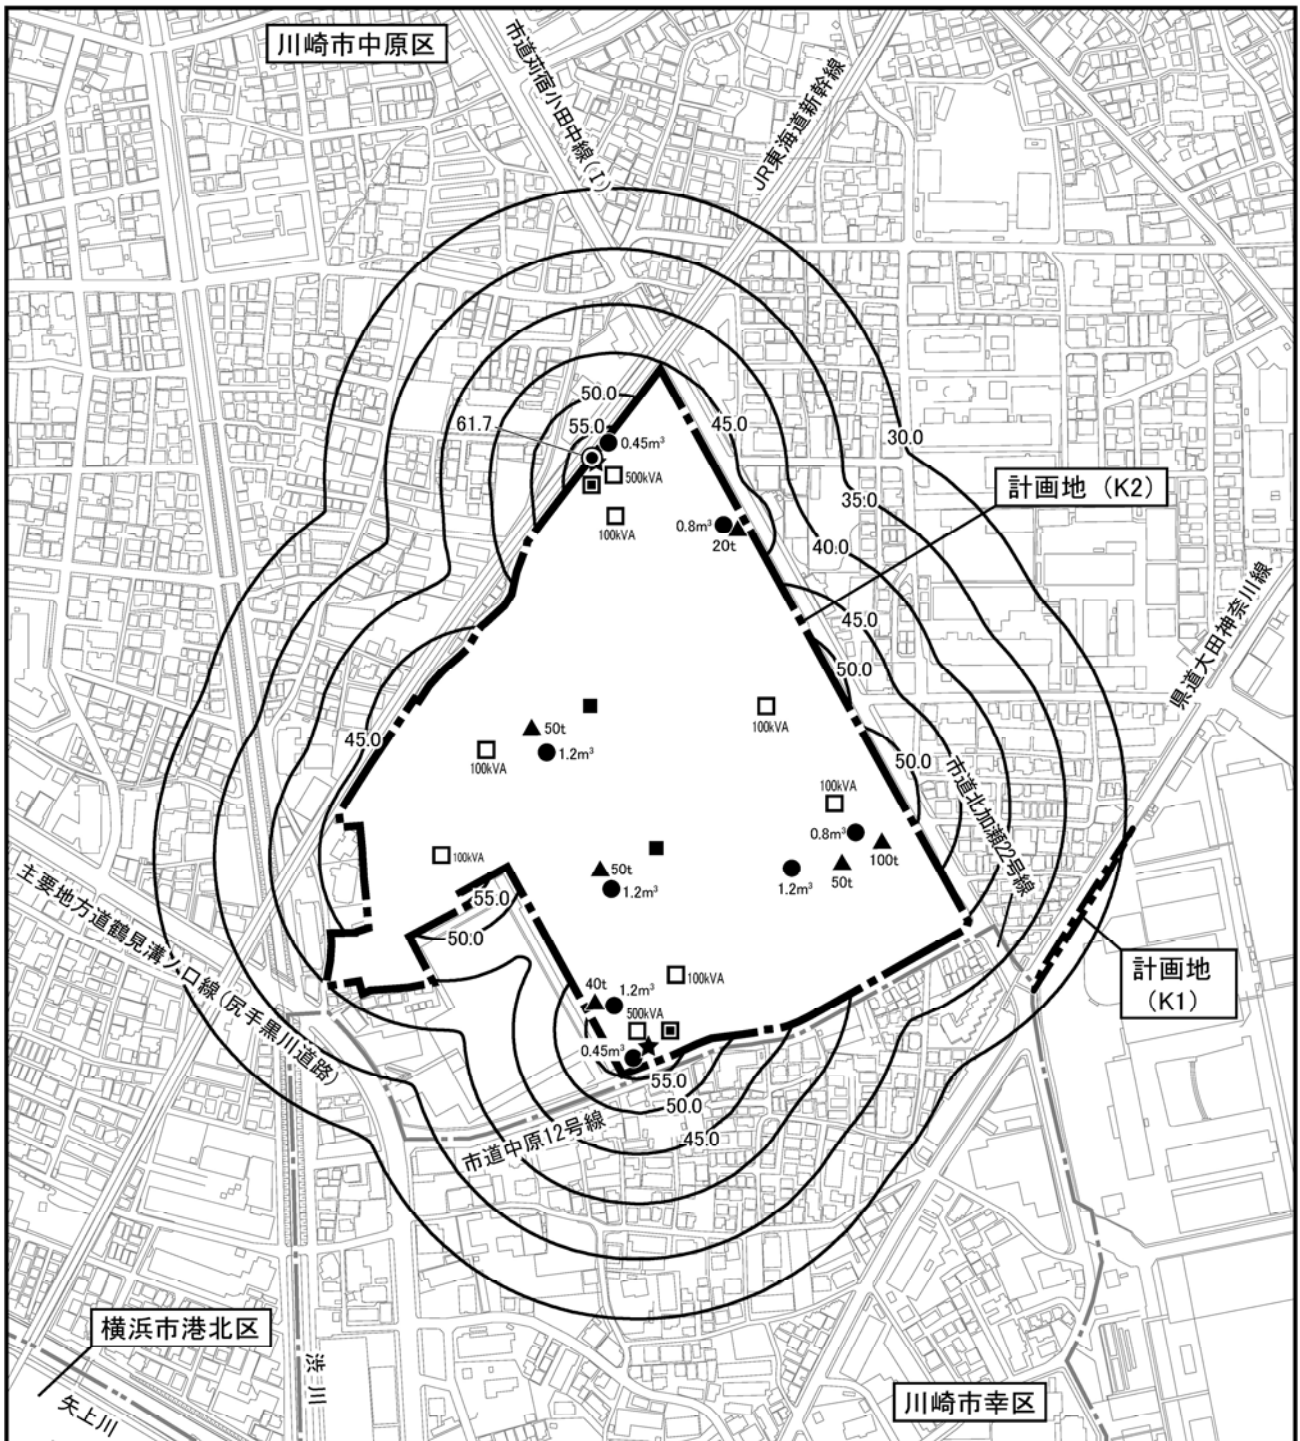 川崎市中原区
市道苅宿小田中線(Ⅰ)
JR東海道新幹線
50.0
61.7
55.0
0.45m³
45.0
30.0
500kVA
計画地（K2）
35.0
0.8m³
100kVA
20t
40.0
県道大田神奈川線
45.0
50.0
50t
100kVA
45.0
1.2m³
100kVA
50.0
市道北加瀬22号線
100kVA
0.8m³
100t
100kVA
50t
50t
主要地方道鶴見溝ノ口線(尻手黒川道路)
1.2m³
1.2m³
55.0
50.0
計画地
（K1）
100kVA
40t
1.2m³
500kVA
0.45m³
55.0
50.0
市道中原12号線
45.0
横浜市港北区
渋川
川崎市幸区
矢上川